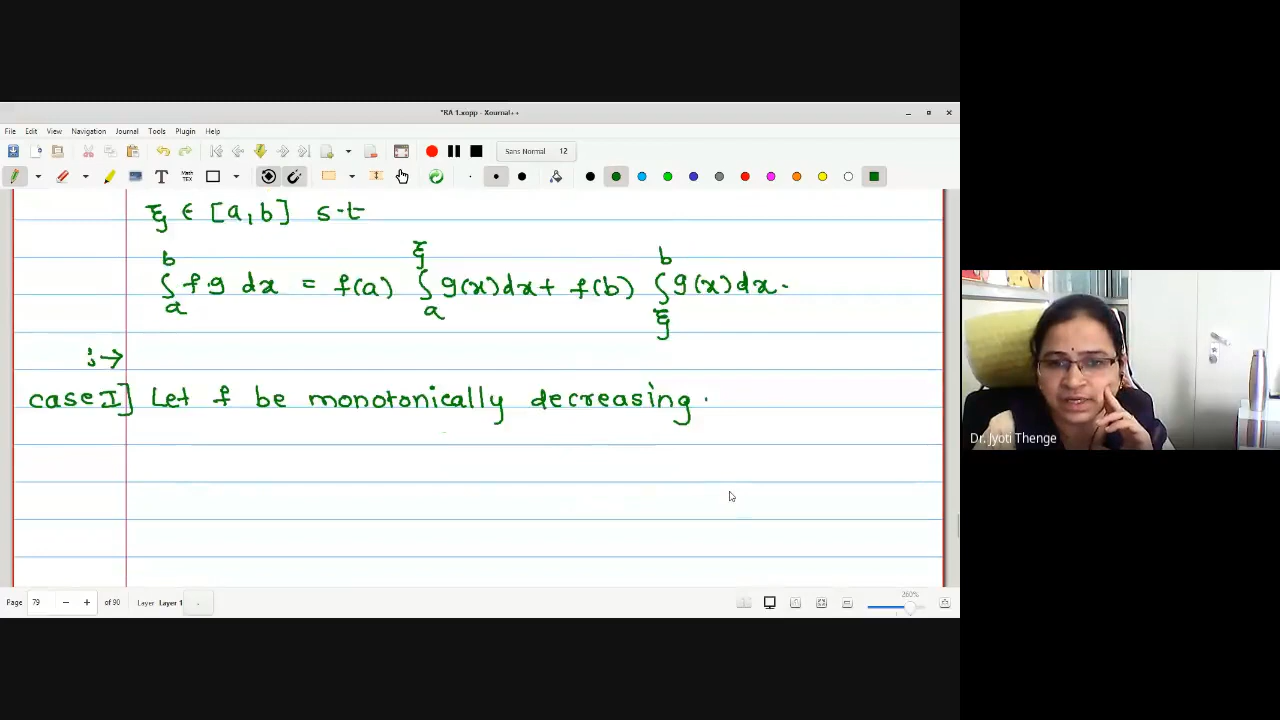 *RA 1.xopp - Xournal++
File Edit View Navigation Journal Tools Plugin Help
Sans Normal 12
ξ ∈ [a, b] s.t
∫_a^b f.g dx = f(a) ∫_a^ξ g(x)dx + f(b) ∫_ξ^b g(x)dx.
:→
case I] Let f be monotonically decreasing.
Dr. Jyoti Thenge
Page 79 of 90 Layer Layer 1 260%